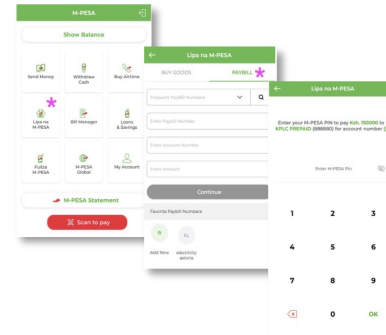 M-PESA
Show Balance
Send Money
Withdraw
Cash
Buy Airtime
Lipa na
M-PESA
Bill Manager
Loans
& Savings
Fuliza
M-PESA
M-PESA
Global
My Account
M-PESA Statement
Scan to pay
Lipa na M-PESA
BUY GOODS
PAYBILL
Frequent PayBill Numbers
Enter PayBill Number
Enter Account Number
Enter Amount
Continue
Favorite Paybill Numbers
Add New
electricity
astoria
Lipa na M-PESA
Enter your M-PESA PIN to pay Ksh. 150000 to
KPLC PREPAID (888880) for account number
Enter M-PESA Pin
1
2
3
4
5
6
7
8
9
0
OK